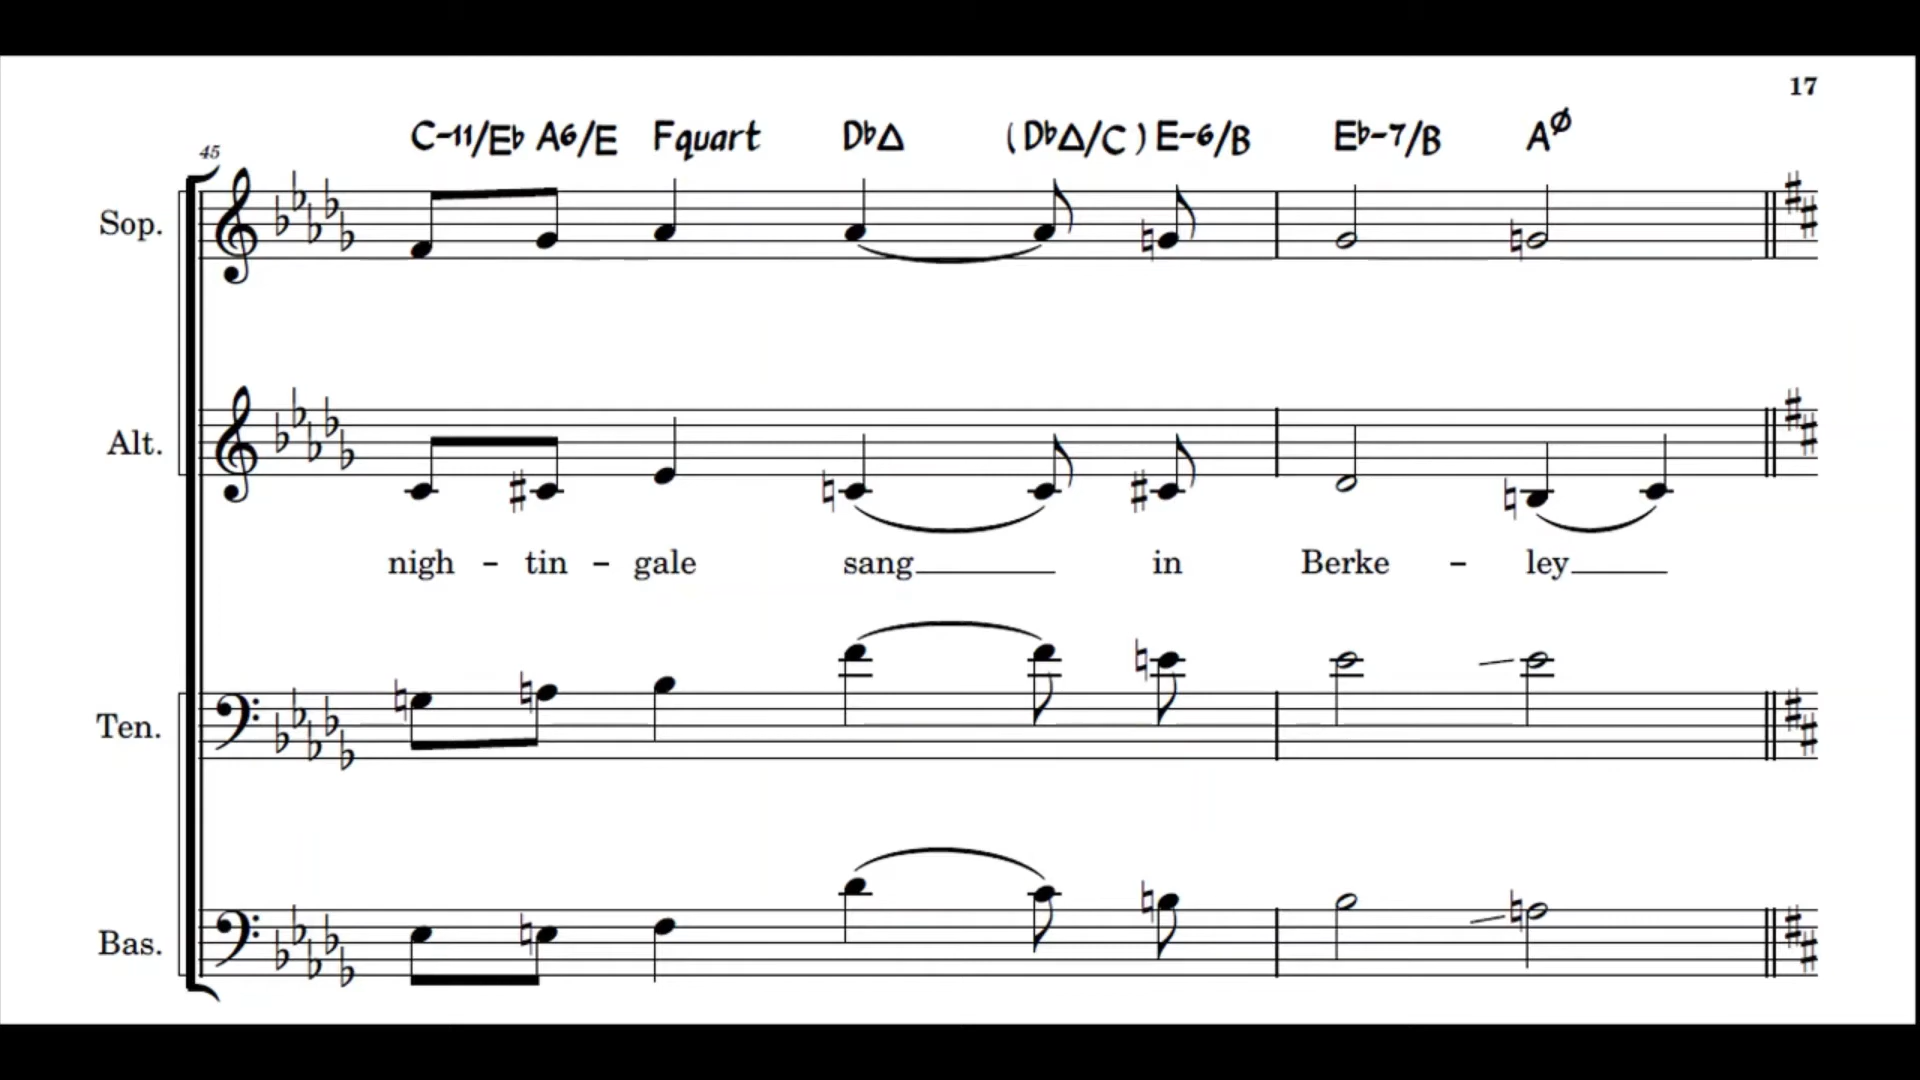 17
C-11/E♭ A6/E Fquart D♭△ ( D♭△/C ) E-6/B E♭-7/B AØ
45
Sop.
Alt.
nigh - tin - gale sang in Berke - ley
Ten.
Bas.